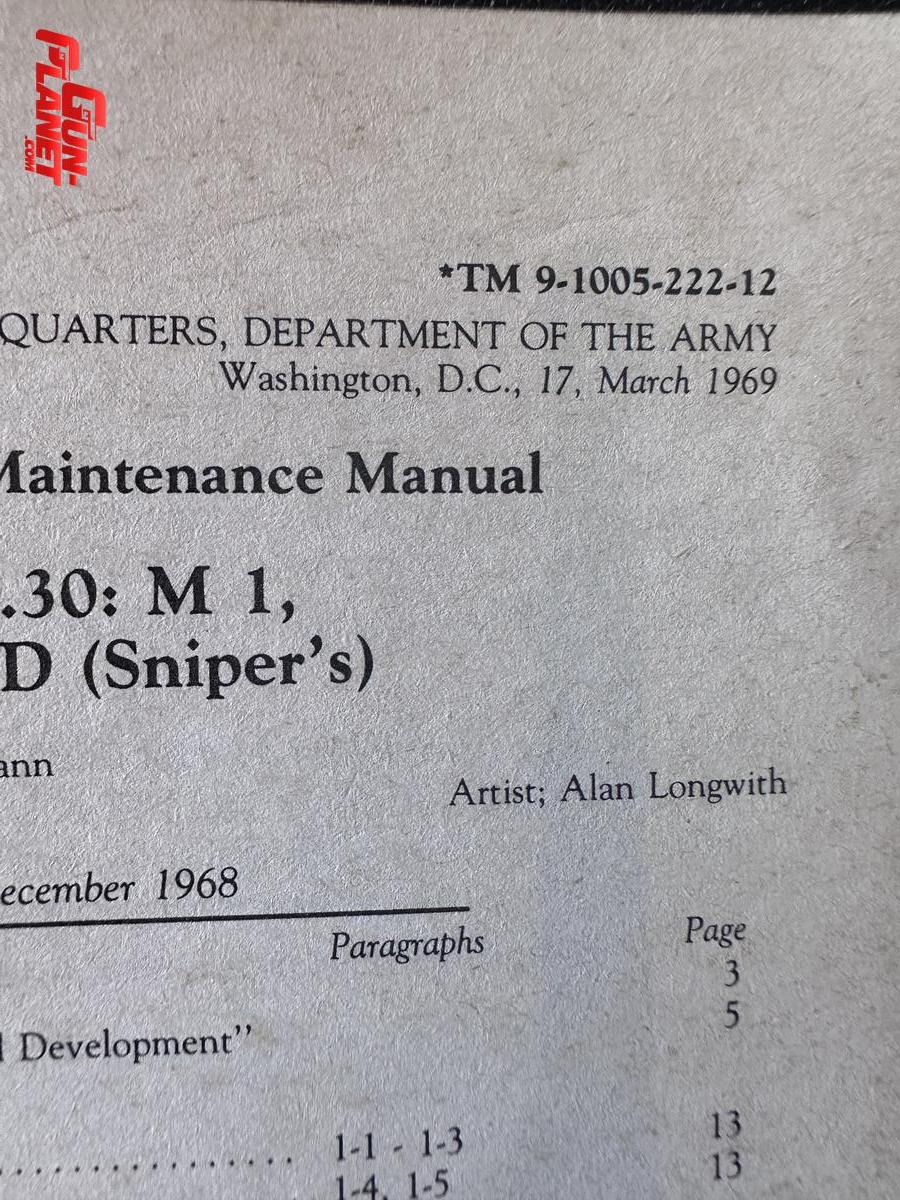 GUN-
PLANET
.COM
*TM 9-1005-222-12
QUARTERS, DEPARTMENT OF THE ARMY
Washington, D.C., 17, March 1969
Maintenance Manual
.30: M 1,
D (Sniper's)
ann
Artist; Alan Longwith
ecember 1968
Paragraphs Page
3
5
l Development"
1-1 - 1-3 13
1-4, 1-5 13